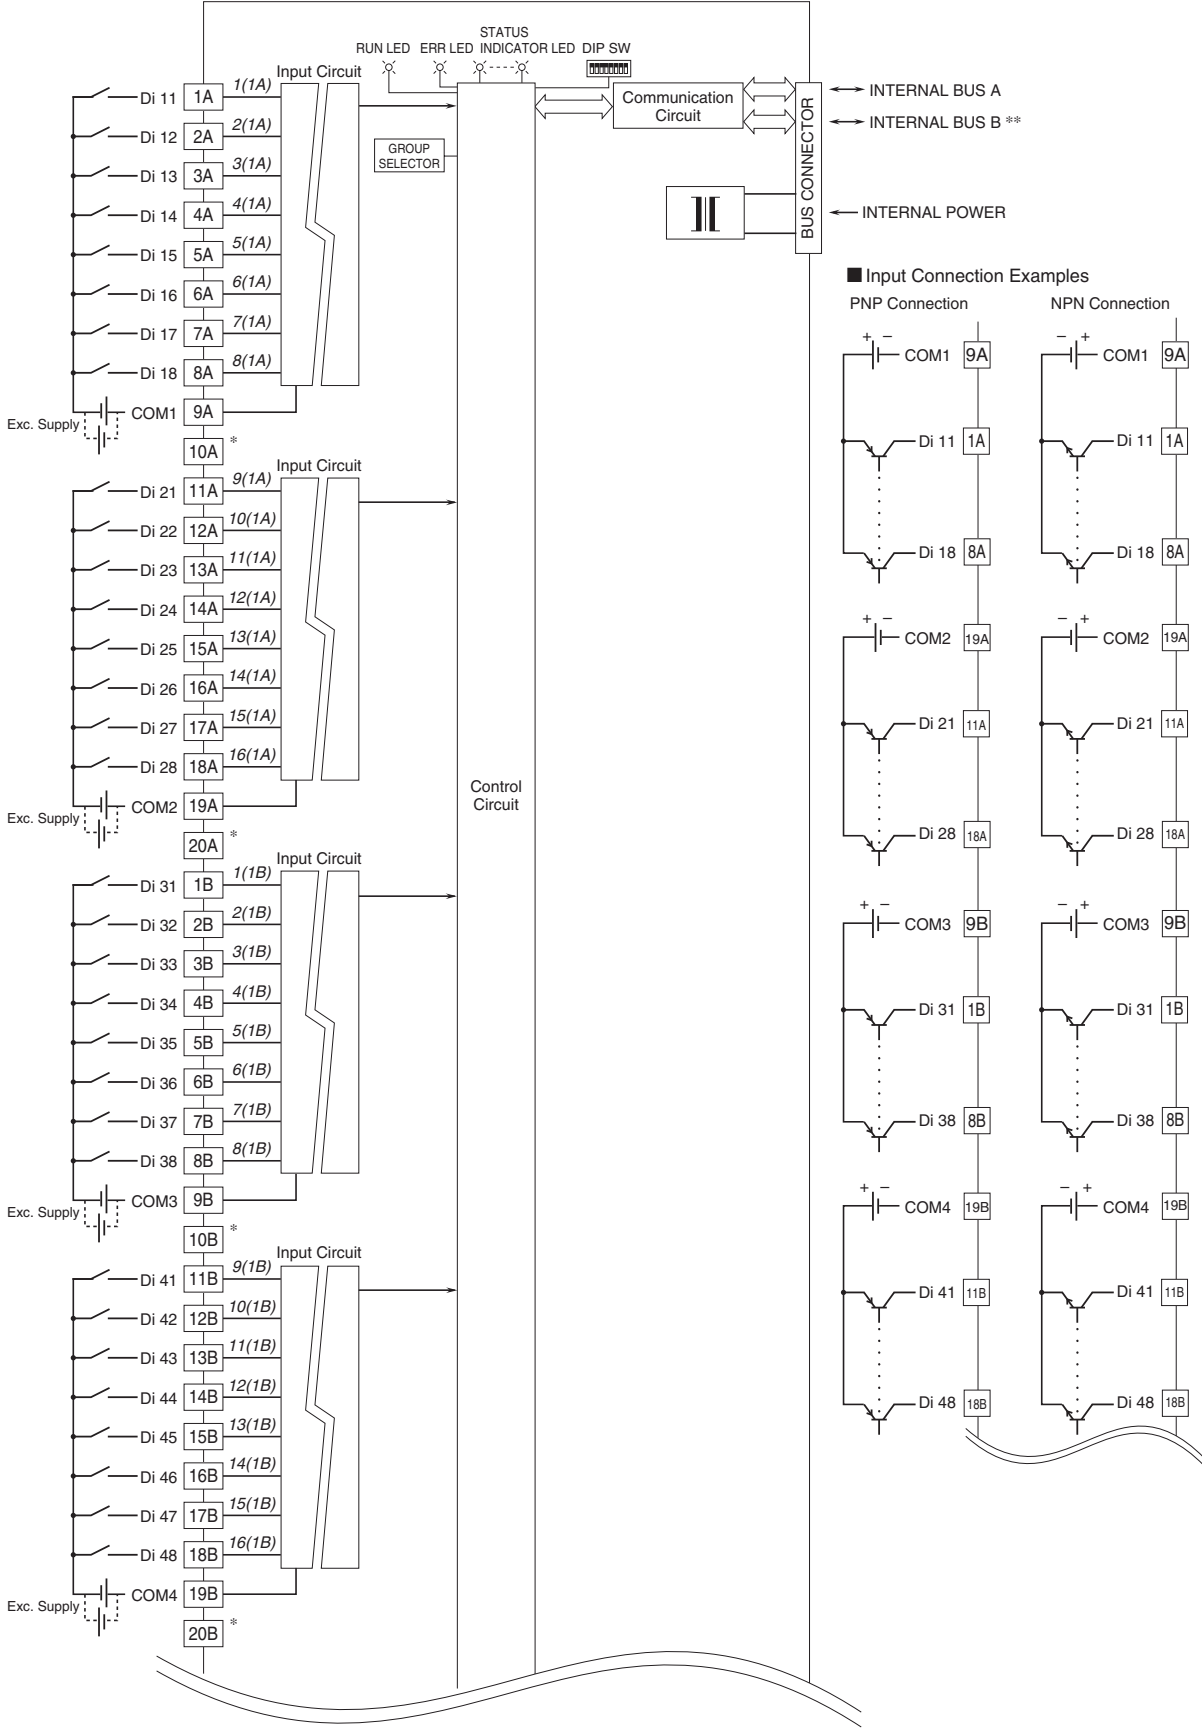 STATUS
RUN LED ERR LED INDICATOR LED DIP SW
Input Circuit
Di 11 1A 1(1A)
Di 12 2A 2(1A)
Di 13 3A 3(1A)
Di 14 4A 4(1A)
Di 15 5A 5(1A)
Di 16 6A 6(1A)
Di 17 7A 7(1A)
Di 18 8A 8(1A)
COM1 9A
Exc. Supply
10A *
Input Circuit
Di 21 11A 9(1A)
Di 22 12A 10(1A)
Di 23 13A 11(1A)
Di 24 14A 12(1A)
Di 25 15A 13(1A)
Di 26 16A 14(1A)
Di 27 17A 15(1A)
Di 28 18A 16(1A)
COM2 19A
Exc. Supply
20A *
Input Circuit
Di 31 1B 1(1B)
Di 32 2B 2(1B)
Di 33 3B 3(1B)
Di 34 4B 4(1B)
Di 35 5B 5(1B)
Di 36 6B 6(1B)
Di 37 7B 7(1B)
Di 38 8B 8(1B)
COM3 9B
Exc. Supply
10B *
Input Circuit
Di 41 11B 9(1B)
Di 42 12B 10(1B)
Di 43 13B 11(1B)
Di 44 14B 12(1B)
Di 45 15B 13(1B)
Di 46 16B 14(1B)
Di 47 17B 15(1B)
Di 48 18B 16(1B)
COM4 19B
Exc. Supply
20B *
GROUP
SELECTOR
Control
Circuit
Communication
Circuit
BUS CONNECTOR
INTERNAL BUS A
INTERNAL BUS B **
INTERNAL POWER
■ Input Connection Examples
PNP Connection
+ −
COM1 9A
Di 11 1A
Di 18 8A
+ −
COM2 19A
Di 21 11A
Di 28 18A
+ −
COM3 9B
Di 31 1B
Di 38 8B
+ −
COM4 19B
Di 41 11B
Di 48 18B
NPN Connection
− +
COM1 9A
Di 11 1A
Di 18 8A
− +
COM2 19A
Di 21 11A
Di 28 18A
− +
COM3 9B
Di 31 1B
Di 38 8B
− +
COM4 19B
Di 41 11B
Di 48 18B